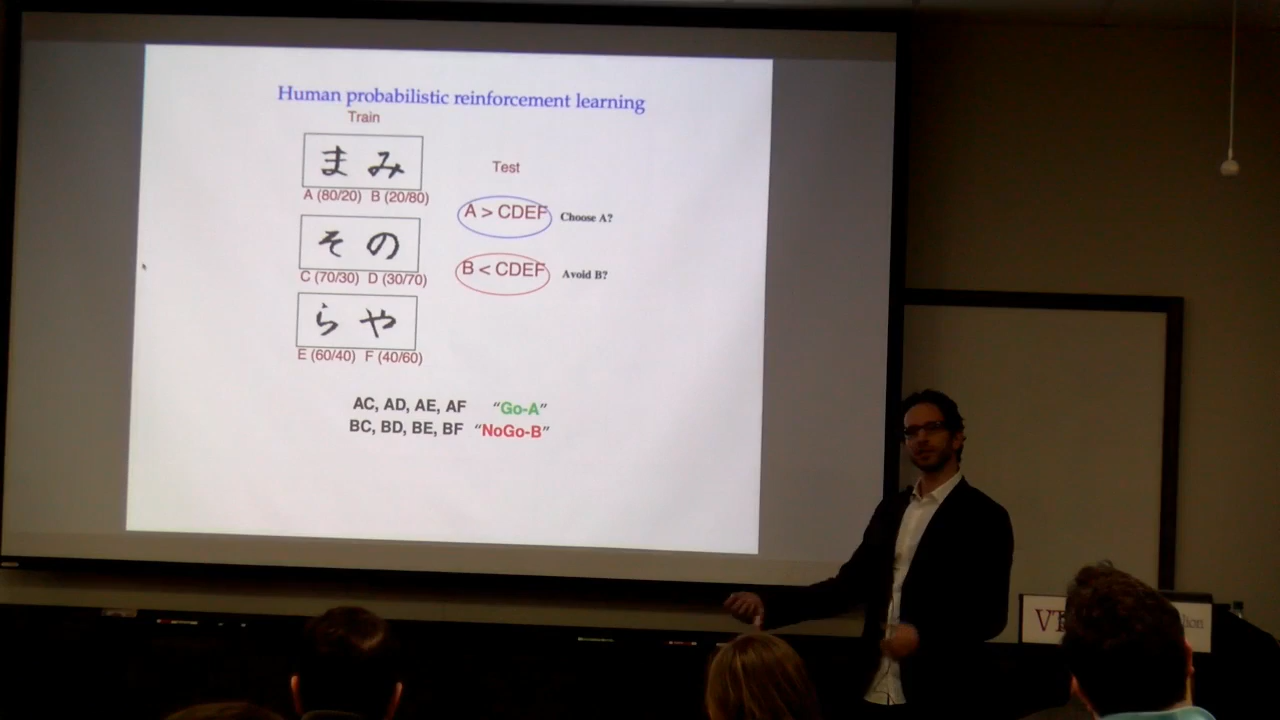 Human probabilistic reinforcement learning
Train
まみ
A (80/20) B (20/80)
その
C (70/30) D (30/70)
らや
E (60/40) F (40/60)
Test
A > CDEF Choose A?
B < CDEF Avoid B?
AC, AD, AE, AF "Go-A"
BC, BD, BE, BF "NoGo-B"